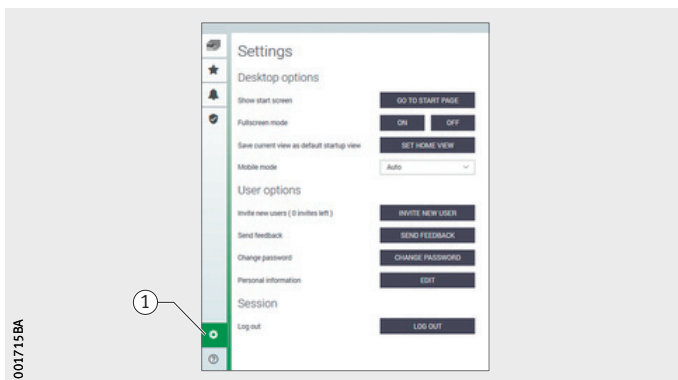 Settings
Desktop options
Show start screen GO TO START PAGE
Fullscreen mode ON OFF
Save current view as default startup view SET HOME VIEW
Mobile mode Auto
User options
Invite new users ( 0 invites left ) INVITE NEW USER
Send feedback SEND FEEDBACK
Change password CHANGE PASSWORD
Personal information EDIT
Session
1
Log out LOG OUT
001715BA